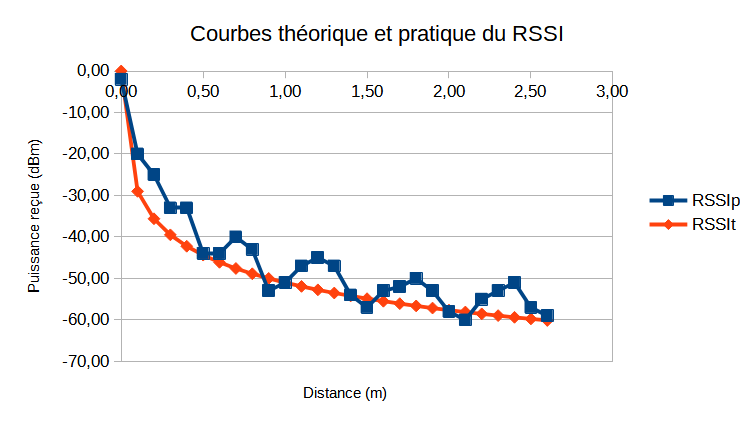 Courbes théorique et pratique du RSSI
0,00
0,00 0,50 1,00 1,50 2,00 2,50 3,00
-10,00
-20,00
-30,00
-40,00
-50,00
-60,00
-70,00
Puissance reçue (dBm)
Distance (m)
RSSIp
RSSIt